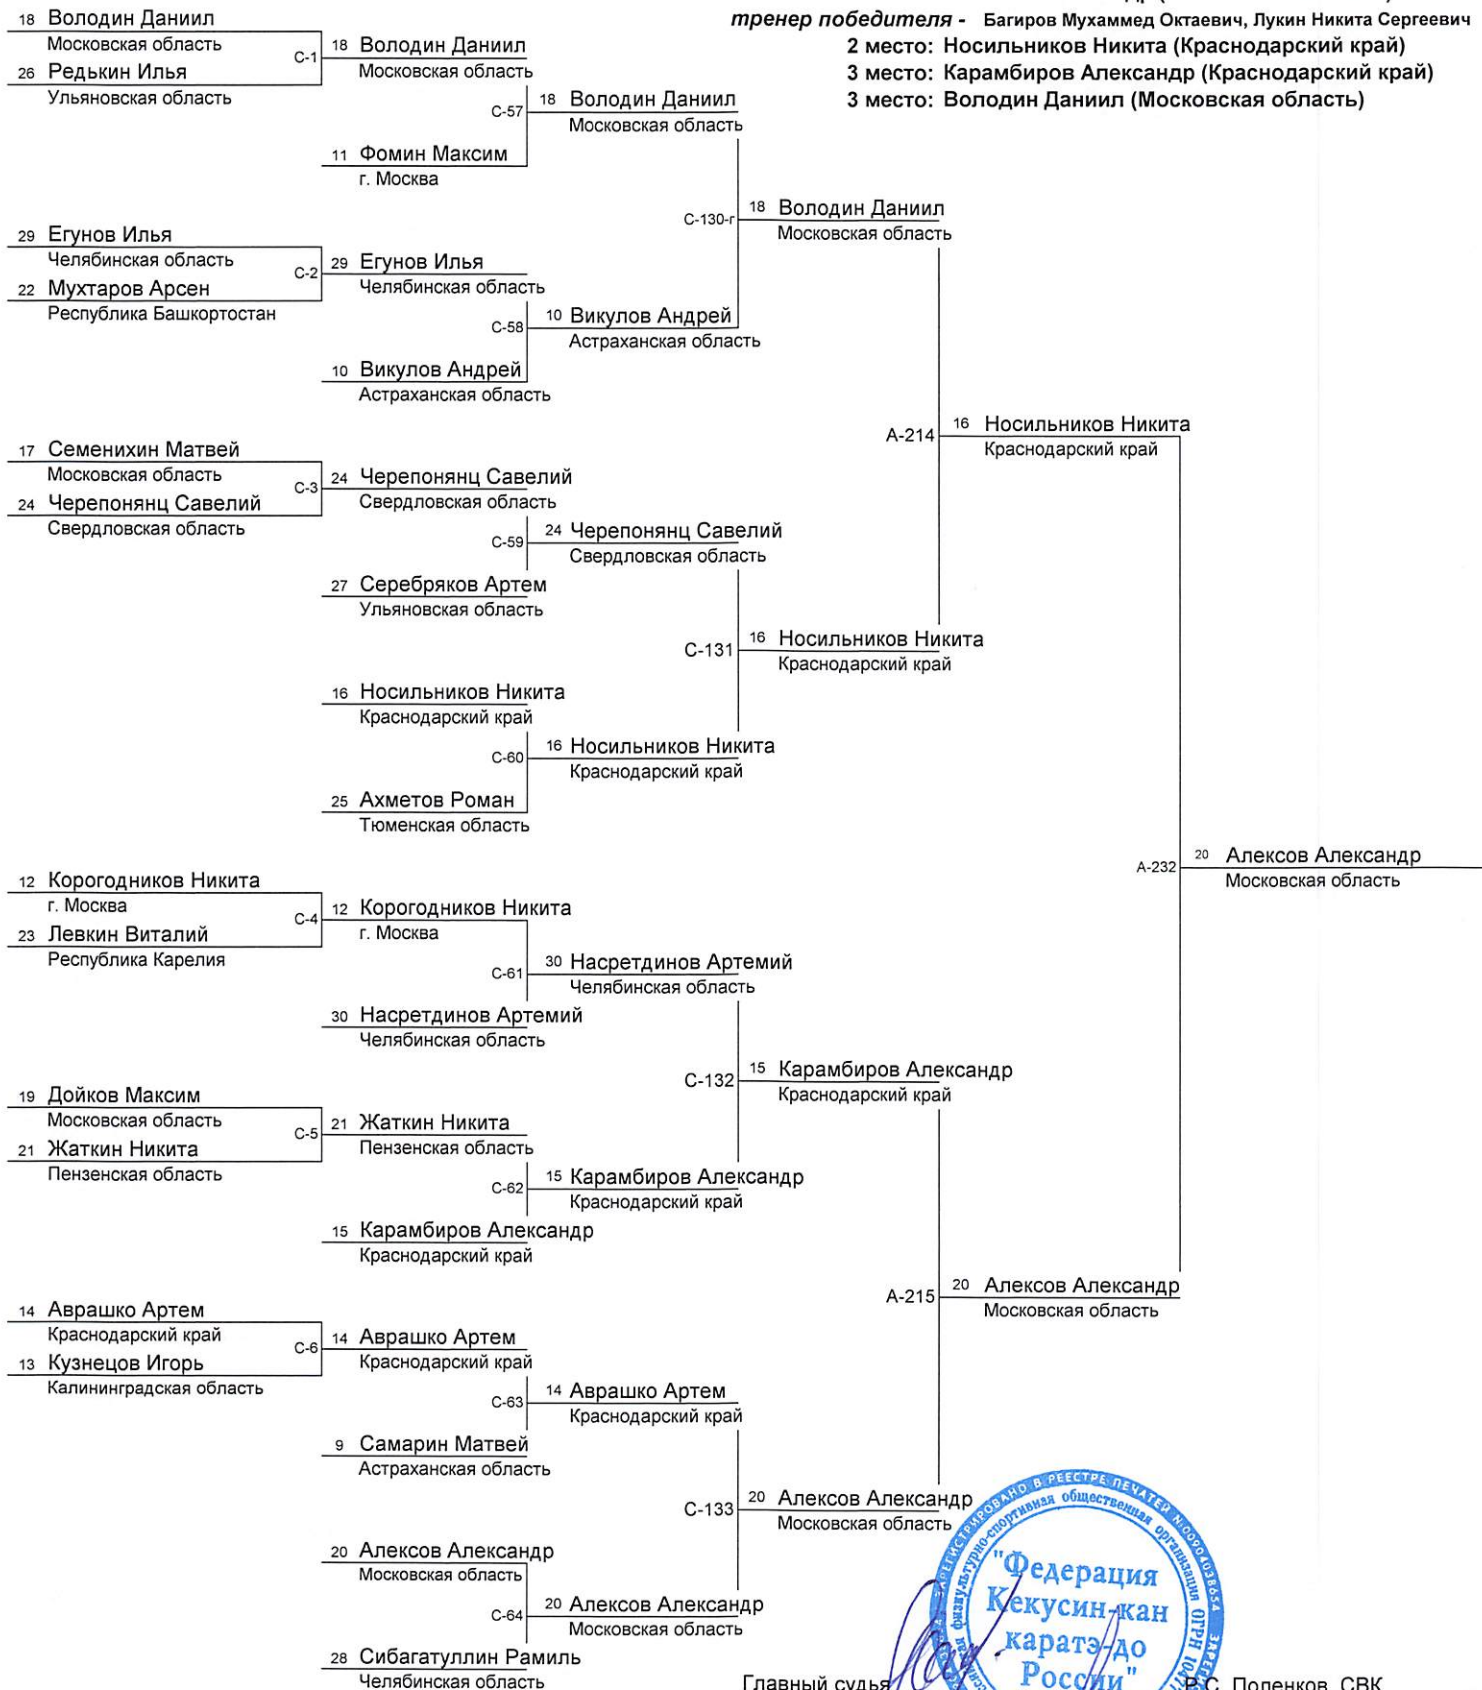 тренер победителя - Багиров Мухаммед Октаевич, Лукин Никита Сергеевич
2 место: Носильников Никита (Краснодарский край)
3 место: Карамбиров Александр (Краснодарский край)
3 место: Володин Даниил (Московская область)
18 Володин Даниил
Московская область
С-1
26 Редькин Илья
Ульяновская область
18 Володин Даниил
Московская область
С-57
11 Фомин Максим
г. Москва
18 Володин Даниил
Московская область
С-130-г
18 Володин Даниил
Московская область
29 Егунов Илья
Челябинская область
С-2
22 Мухтаров Арсен
Республика Башкортостан
29 Егунов Илья
Челябинская область
С-58
10 Викулов Андрей
Астраханская область
10 Викулов Андрей
Астраханская область
А-214
16 Носильников Никита
Краснодарский край
17 Семенихин Матвей
Московская область
С-3
24 Черепонянц Савелий
Свердловская область
24 Черепонянц Савелий
Свердловская область
С-59
27 Серебряков Артем
Ульяновская область
24 Черепонянц Савелий
Свердловская область
С-131
16 Носильников Никита
Краснодарский край
16 Носильников Никита
Краснодарский край
С-60
25 Ахметов Роман
Тюменская область
16 Носильников Никита
Краснодарский край
А-232
20 Алексов Александр
Московская область
12 Корогодников Никита
г. Москва
С-4
23 Левкин Виталий
Республика Карелия
12 Корогодников Никита
г. Москва
С-61
30 Насретдинов Артемий
Челябинская область
30 Насретдинов Артемий
Челябинская область
С-132
15 Карамбиров Александр
Краснодарский край
19 Дойков Максим
Московская область
С-5
21 Жаткин Никита
Пензенская область
21 Жаткин Никита
Пензенская область
С-62
15 Карамбиров Александр
Краснодарский край
15 Карамбиров Александр
Краснодарский край
А-215
20 Алексов Александр
Московская область
14 Аврашко Артем
Краснодарский край
С-6
13 Кузнецов Игорь
Калининградская область
14 Аврашко Артем
Краснодарский край
С-63
9 Самарин Матвей
Астраханская область
14 Аврашко Артем
Краснодарский край
С-133
20 Алексов Александр
Московская область
20 Алексов Александр
Московская область
С-64
28 Сибагатуллин Рамиль
Челябинская область
20 Алексов Александр
Московская область
"Федерация
Кекусин-кан
каратэ-до
России"
Главный судья
Р.С. Поленков, СВК